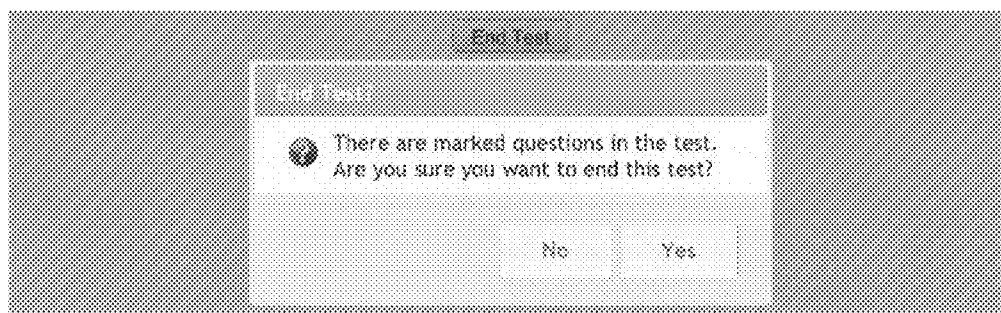 End Test
End Test?
There are marked questions in the test.
Are you sure you want to end this test?
No
Yes